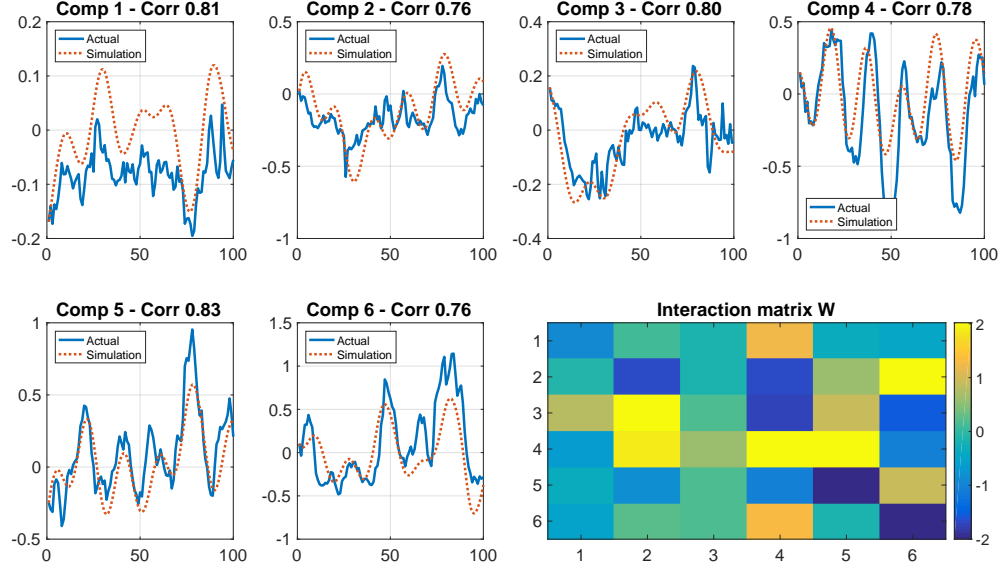 Comp 1 - Corr 0.81
0.2
0.1
0
-0.1
-0.2
0 50 100
Actual
Simulation
Comp 2 - Corr 0.76
0.5
0
-0.5
-1
0 50 100
Actual
Simulation
Comp 3 - Corr 0.80
0.4
0.2
0
-0.2
-0.4
0 50 100
Actual
Simulation
Comp 4 - Corr 0.78
0.5
0
-0.5
-1
0 50 100
Actual
Simulation
Comp 5 - Corr 0.83
1
0.5
0
-0.5
0 50 100
Actual
Simulation
Comp 6 - Corr 0.76
1.5
1
0.5
0
-0.5
-1
0 50 100
Actual
Simulation
Interaction matrix W
1
2
3
4
5
6
1 2 3 4 5 6
2
1
0
-1
-2